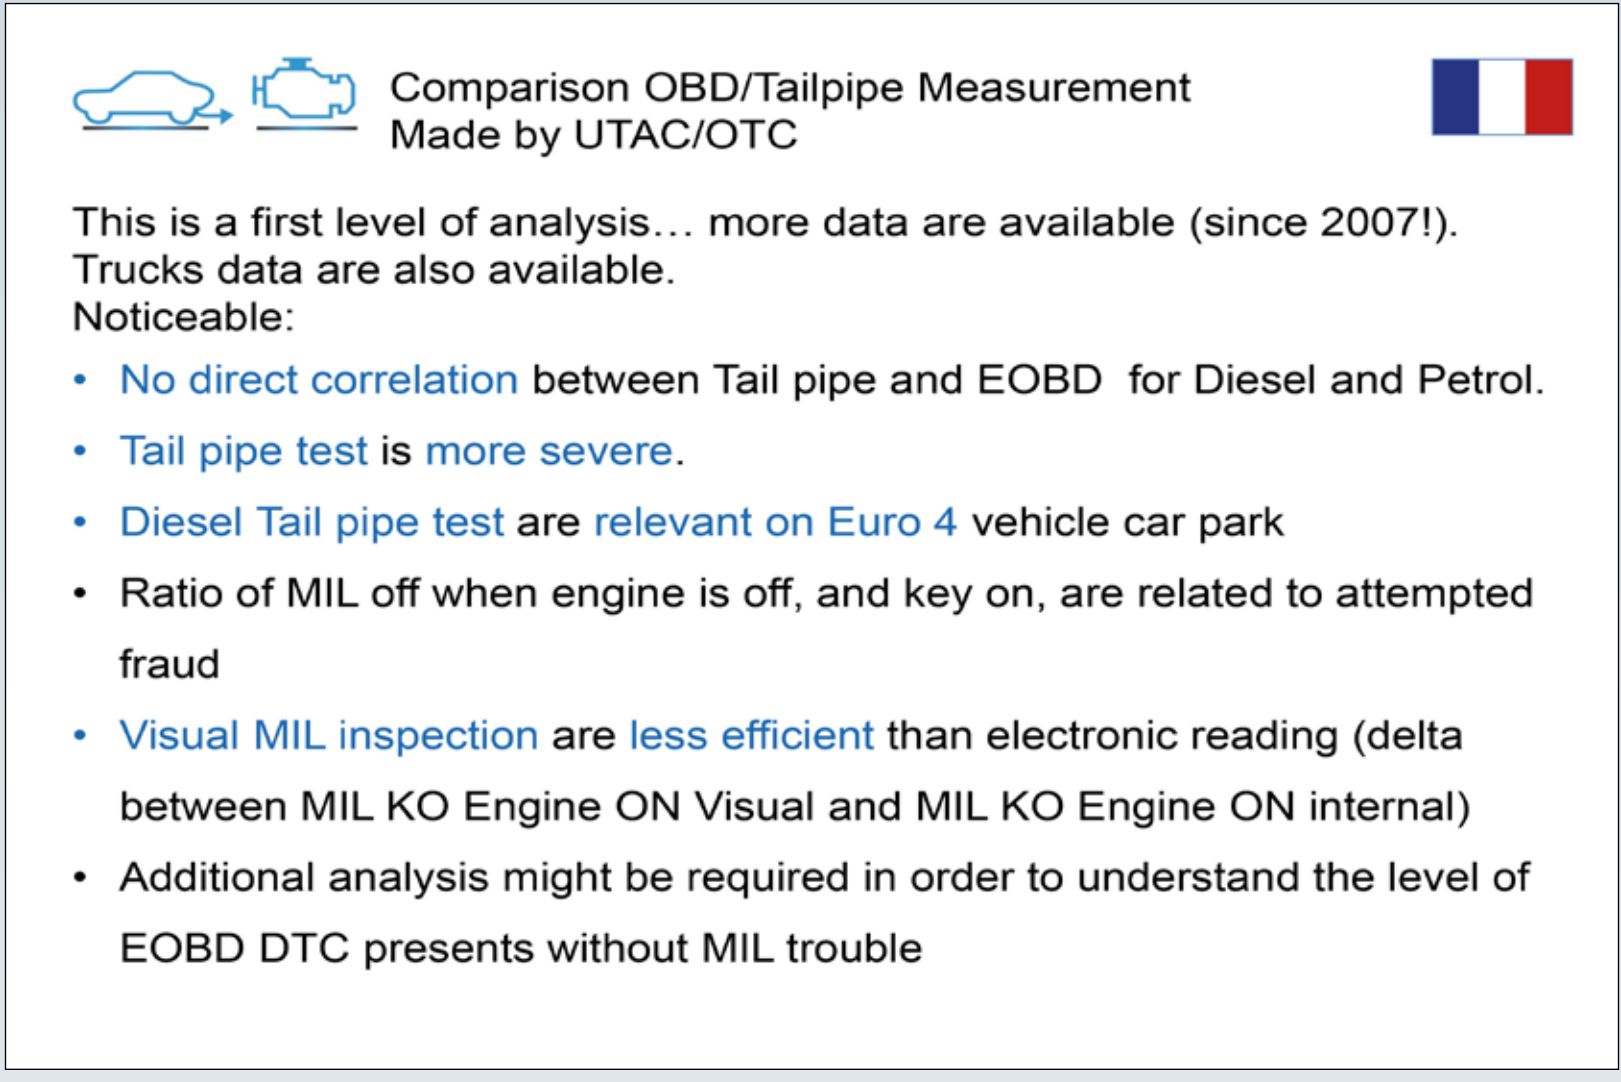 Comparison OBD/Tailpipe Measurement
Made by UTAC/OTC
This is a first level of analysis... more data are available (since 2007!).
Trucks data are also available.
Noticeable:
• No direct correlation between Tail pipe and EOBD  for Diesel and Petrol.
• Tail pipe test is more severe.
• Diesel Tail pipe test are relevant on Euro 4 vehicle car park
• Ratio of MIL off when engine is off, and key on, are related to attempted
fraud
• Visual MIL inspection are less efficient than electronic reading (delta
between MIL KO Engine ON Visual and MIL KO Engine ON internal)
• Additional analysis might be required in order to understand the level of
EOBD DTC presents without MIL trouble